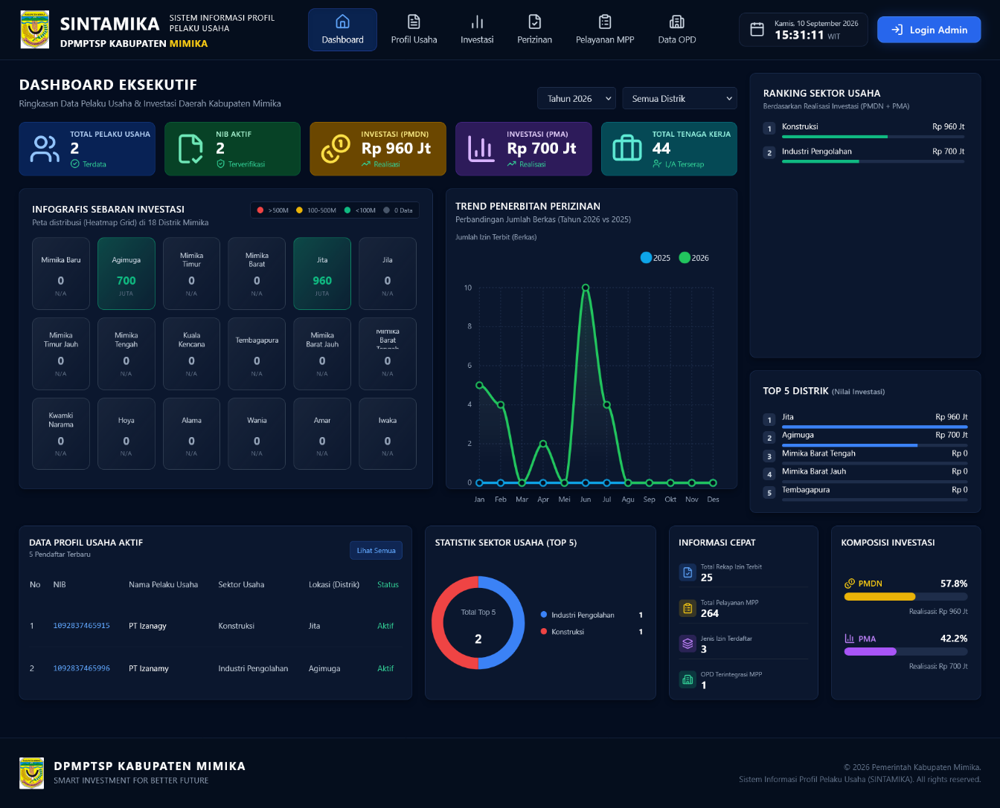 SINTAMIKA
SISTEM INFORMASI PROFIL
PELAKU USAHA
DPMPTSP KABUPATEN MIMIKA
Dashboard
Profil Usaha
Investasi
Perizinan
Pelayanan MPP
Data OPD
Kamis, 10 September 2026
15:31:11 WIT
Login Admin
DASHBOARD EKSEKUTIF
Ringkasan Data Pelaku Usaha & Investasi Daerah Kabupaten Mimika
Tahun 2026
Semua Distrik
TOTAL PELAKU USAHA
2
Terdata
NIB AKTIF
2
Terverifikasi
INVESTASI (PMDN)
Rp 960 Jt
Realisasi
INVESTASI (PMA)
Rp 700 Jt
Realisasi
TOTAL TENAGA KERJA
44
L/A Terserap
RANKING SEKTOR USAHA
Berdasarkan Realisasi Investasi (PMDN + PMA)
1 Konstruksi Rp 960 Jt
2 Industri Pengolahan Rp 700 Jt
INFOGRAFIS SEBARAN INVESTASI
Peta distribusi (Heatmap Grid) di 18 Distrik Mimika
>500M 100-500M <100M 0 Data
Mimika Baru
0
N/A
Agimuga
700
JUTA
Mimika
Timur
0
N/A
Mimika
Barat
0
N/A
Jita
960
JUTA
Jila
0
N/A
Mimika
Timur Jauh
0
N/A
Mimika
Tengah
0
N/A
Kuala
Kencana
0
N/A
Tembagapura
0
N/A
Mimika
Barat Jauh
0
N/A
Mimika
Barat
Tengah
0
N/A
Kwamki
Narama
0
N/A
Hoya
0
N/A
Alama
0
N/A
Wania
0
N/A
Amar
0
N/A
Iwaka
0
N/A
TREND PENERBITAN PERIZINAN
Perbandingan Jumlah Berkas (Tahun 2026 vs 2025)
Jumlah Izin Terbit (Berkas)
2025 2026
10
8
6
4
2
0
Jan Feb Mar Apr Mei Jun Jul Agu Sep Okt Nov Des
TOP 5 DISTRIK (Nilai Investasi)
1 Jita Rp 960 Jt
2 Agimuga Rp 700 Jt
3 Mimika Barat Tengah Rp 0
4 Mimika Barat Jauh Rp 0
5 Tembagapura Rp 0
DATA PROFIL USAHA AKTIF
5 Pendaftar Terbaru
Lihat Semua
No NIB Nama Pelaku Usaha Sektor Usaha Lokasi (Distrik) Status
1 1092837465915 PT Izanagy Konstruksi Jita Aktif
2 1092837465996 PT Izanamy Industri Pengolahan Agimuga Aktif
STATISTIK SEKTOR USAHA (TOP 5)
Total Top 5
2
Industri Pengolahan 1
Konstruksi 1
INFORMASI CEPAT
Total Rekap Izin Terbit
25
Total Pelayanan MPP
264
Jenis Izin Terdaftar
3
OPD Terintegrasi MPP
1
KOMPOSISI INVESTASI
PMDN 57.8%
Realisasi: Rp 960 Jt
PMA 42.2%
Realisasi: Rp 700 Jt
DPMPTSP KABUPATEN MIMIKA
SMART INVESTMENT FOR BETTER FUTURE
© 2026 Pemerintah Kabupaten Mimika.
Sistem Informasi Profil Pelaku Usaha (SINTAMIKA). All rights reserved.